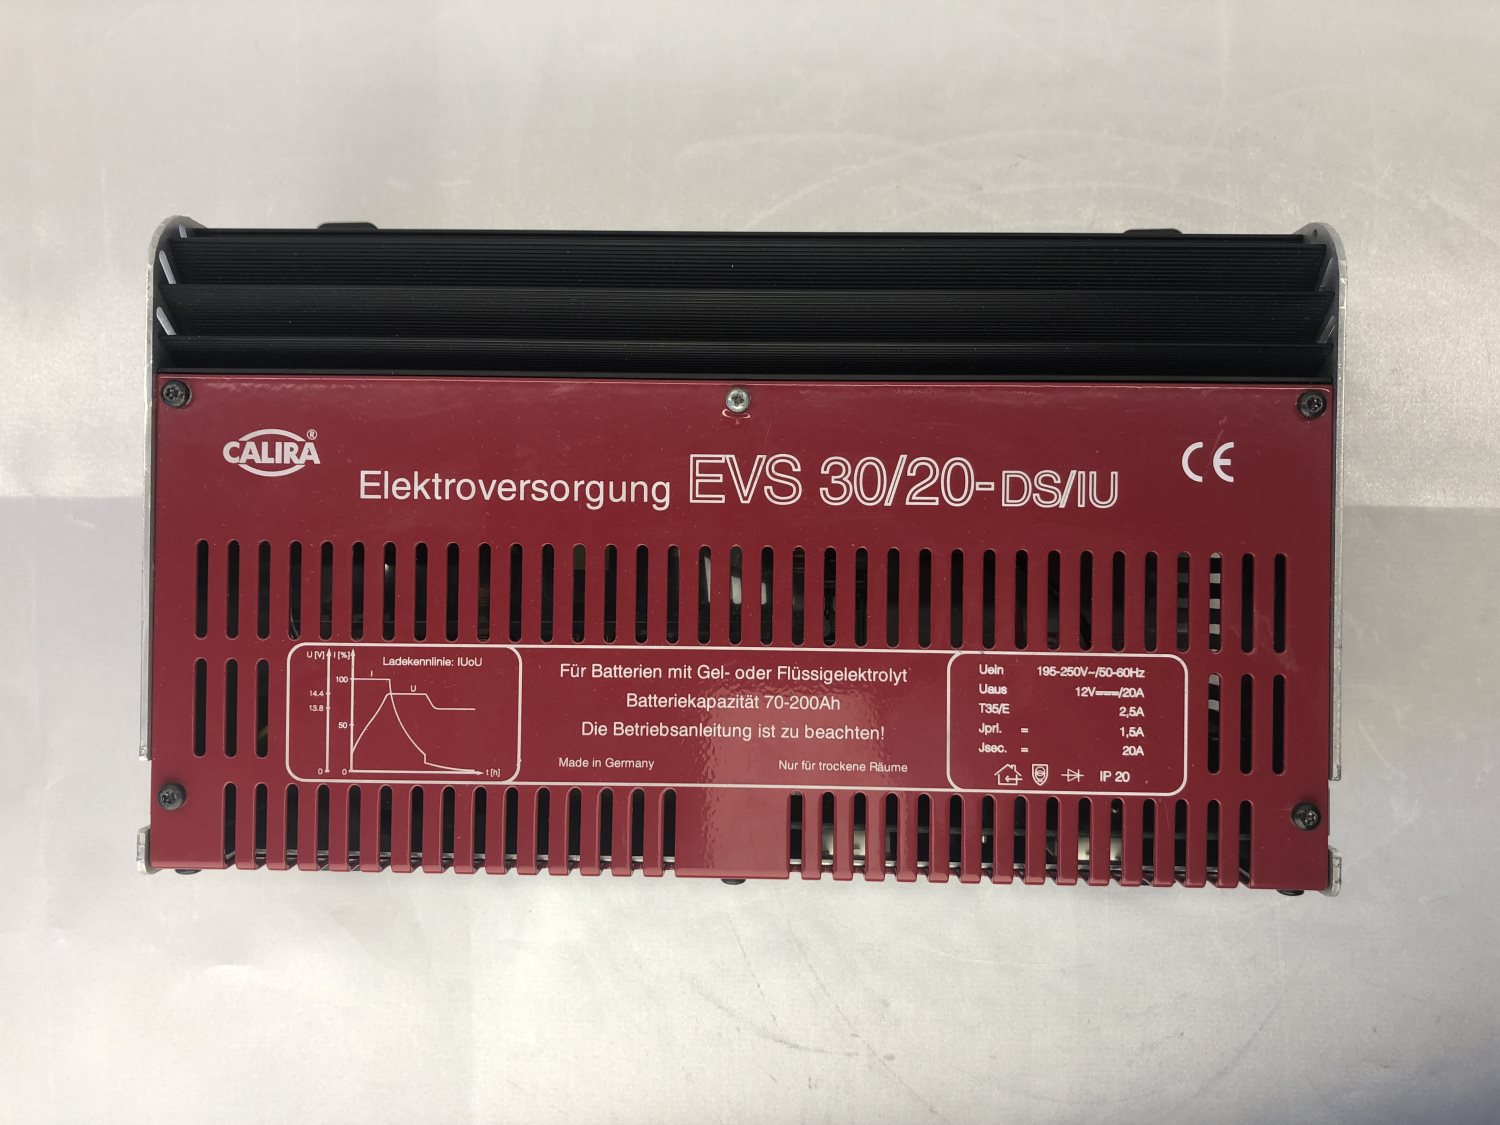 CALIRA®
Elektroversorgung EVS 30/20-DS/IU
CE
U [V] I [%]
Ladekennlinie: IUoU
100
I
U
14.4
13.8
50
0
0
t [h]
Für Batterien mit Gel- oder Flüssigelektrolyt
Batteriekapazität 70-200Ah
Die Betriebsanleitung ist zu beachten!
Made in Germany
Nur für trockene Räume
Uein 195-250V~/50-60Hz
Uaus 12V⎓/20A
T35/E 2,5A
Jpri. = 1,5A
Jsec. = 20A
IP 20